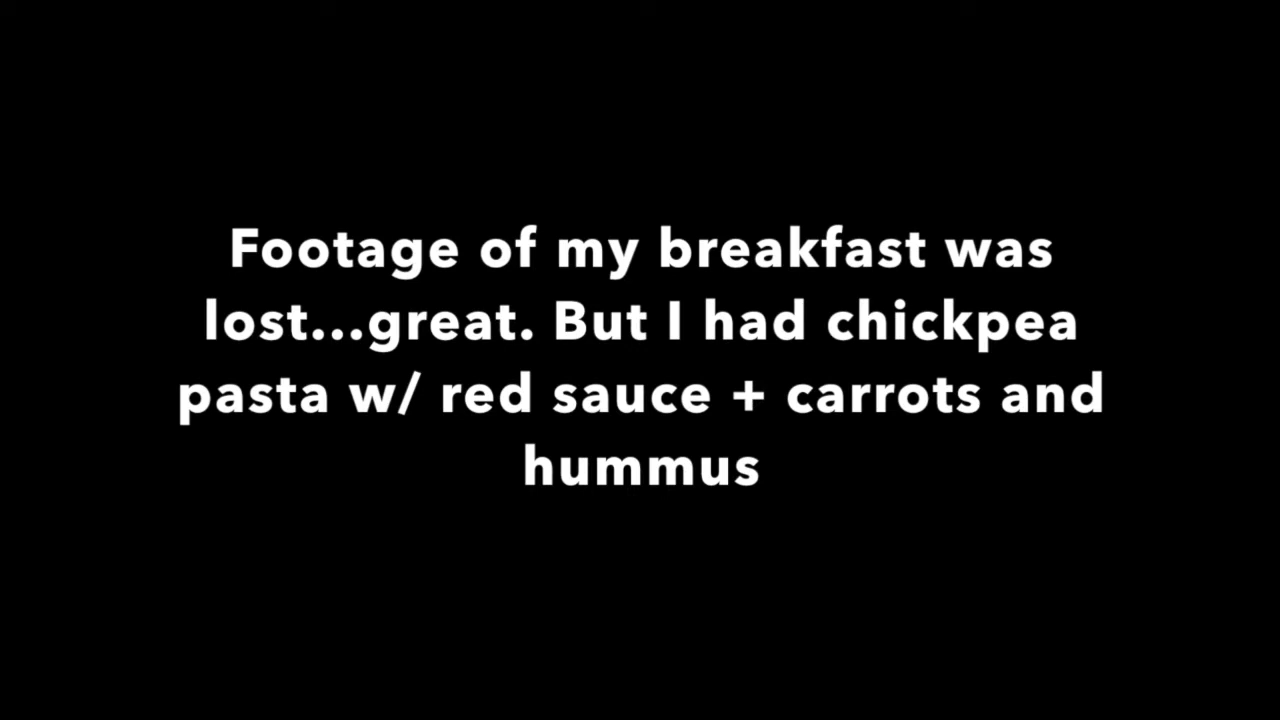 Footage of my breakfast was
lost...great. But I had chickpea
pasta w/ red sauce + carrots and
hummus